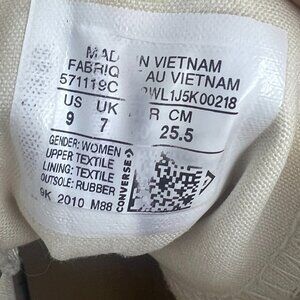 MAD IN VIETNAM
FABRIQ AU VIETNAM
571119C WL1J5K00218
US UK R CM
9 7 25.5
GENDER: WOMEN
UPPER: TEXTILE
LINING: TEXTILE
OUTSOLE: RUBBER
9K 2010 M88
CONVERSE